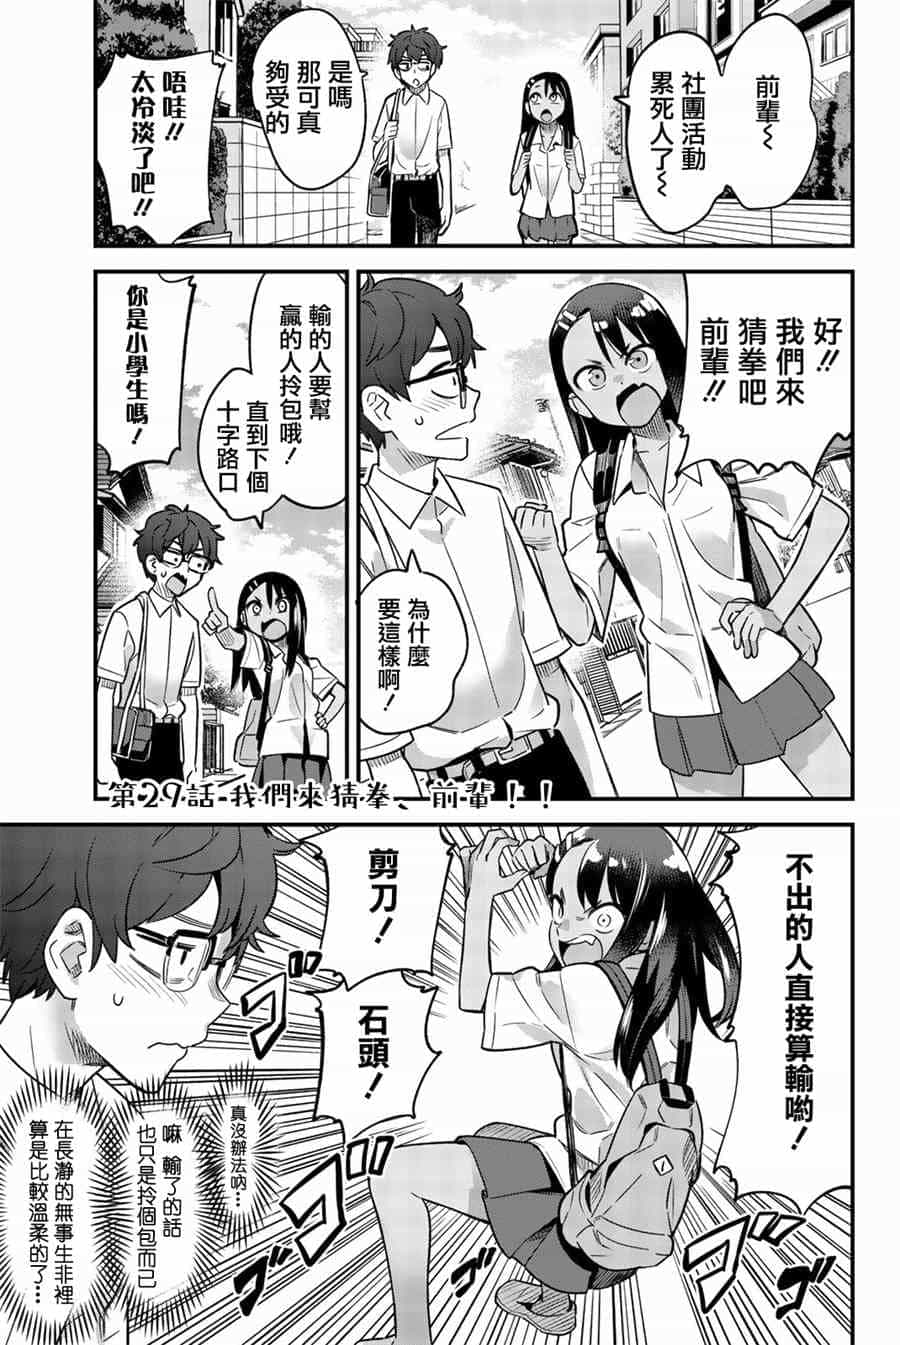 前輩～
社團活動
累死人了～
是嗎
那可真
夠受的
唔哇!!
太冷淡了吧!!
好!!
我們來
猜拳吧
前輩!!
為什麼
要這樣啊!
輸的人要幫
贏的人拎包哦!
直到下個
十字路口
你是小學生嗎!
第29話 我們來猜拳、前輩！！
不出的人直接算輸喲!
剪刀!
石頭!
ゴゴ
ゴゴ
ゴゴ
真沒辦法吶…
嘛 輸了的話
也只是拎個包而已
在長瀞的無事生非裡
算是比較溫柔的了…